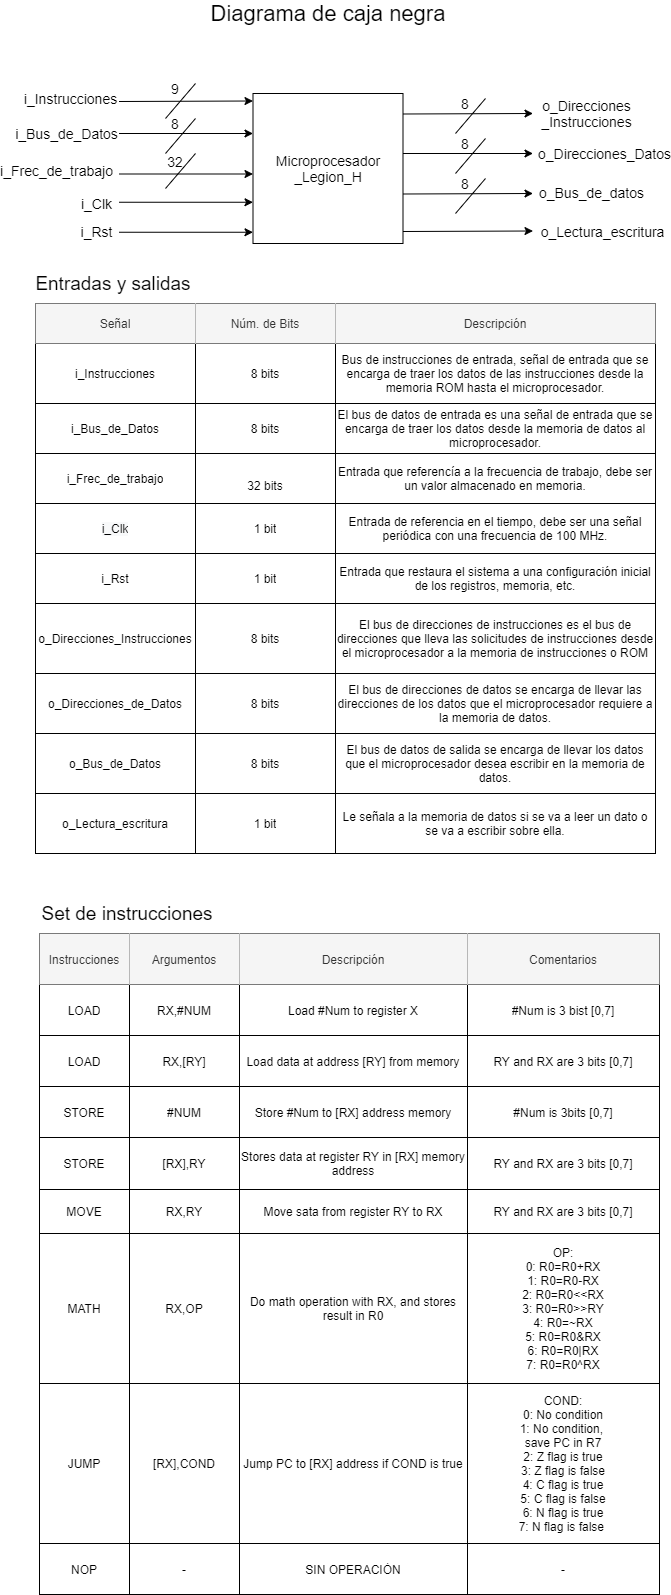 Diagrama de caja negra
i_Instrucciones
9
i_Bus_de_Datos
8
i_Frec_de_trabajo
32
i_Clk
i_Rst
Microprocesador
_Legion_H
8
o_Direcciones
_Instrucciones
8
o_Direcciones_Datos
8
o_Bus_de_datos
o_Lectura_escritura
Entradas y salidas
Señal
Núm. de Bits
Descripción
i_Instrucciones
8 bits
Bus de instrucciones de entrada, señal de entrada que se
encarga de traer los datos de las instrucciones desde la
memoria ROM hasta el microprocesador.
i_Bus_de_Datos
8 bits
El bus de datos de entrada es una señal de entrada que se
encarga de traer los datos desde la memoria de datos al
microprocesador.
i_Frec_de_trabajo
32 bits
Entrada que referencía a la frecuencia de trabajo, debe ser
un valor almacenado en memoria.
i_Clk
1 bit
Entrada de referencia en el tiempo, debe ser una señal
periódica con una frecuencia de 100 MHz.
i_Rst
1 bit
Entrada que restaura el sistema a una configuración inicial
de los registros, memoria, etc.
o_Direcciones_Instrucciones
8 bits
El bus de direcciones de instrucciones es el bus de
direcciones que lleva las solicitudes de instrucciones desde
el microprocesador a la memoria de instrucciones o ROM
o_Direcciones_de_Datos
8 bits
El bus de direcciones de datos se encarga de llevar las
direcciones de los datos que el microprocesador requiere a
la memoria de datos.
o_Bus_de_Datos
8 bits
El bus de datos de salida se encarga de llevar los datos
que el microprocesador desea escribir en la memoria de
datos.
o_Lectura_escritura
1 bit
Le señala a la memoria de datos si se va a leer un dato o
se va a escribir sobre ella.
Set de instrucciones
Instrucciones
Argumentos
Descripción
Comentarios
LOAD
RX,#NUM
Load #Num to register X
#Num is 3 bist [0,7]
LOAD
RX,[RY]
Load data at address [RY] from memory
RY and RX are 3 bits [0,7]
STORE
#NUM
Store #Num to [RX] address memory
#Num is 3bits [0,7]
STORE
[RX],RY
Stores data at register RY in [RX] memory
address
RY and RX are 3 bits [0,7]
MOVE
RX,RY
Move sata from register RY to RX
RY and RX are 3 bits [0,7]
MATH
RX,OP
Do math operation with RX, and stores
result in R0
OP:
0: R0=R0+RX
1: R0=R0-RX
2: R0=R0<<RX
3: R0=R0>>RY
4: R0=~RX
5: R0=R0&RX
6: R0=R0|RX
7: R0=R0^RX
JUMP
[RX],COND
Jump PC to [RX] address if COND is true
COND:
0: No condition
1: No condition,
save PC in R7
2: Z flag is true
3: Z flag is false
4: C flag is true
5: C flag is false
6: N flag is true
7: N flag is false
NOP
-
SIN OPERACIÓN
-